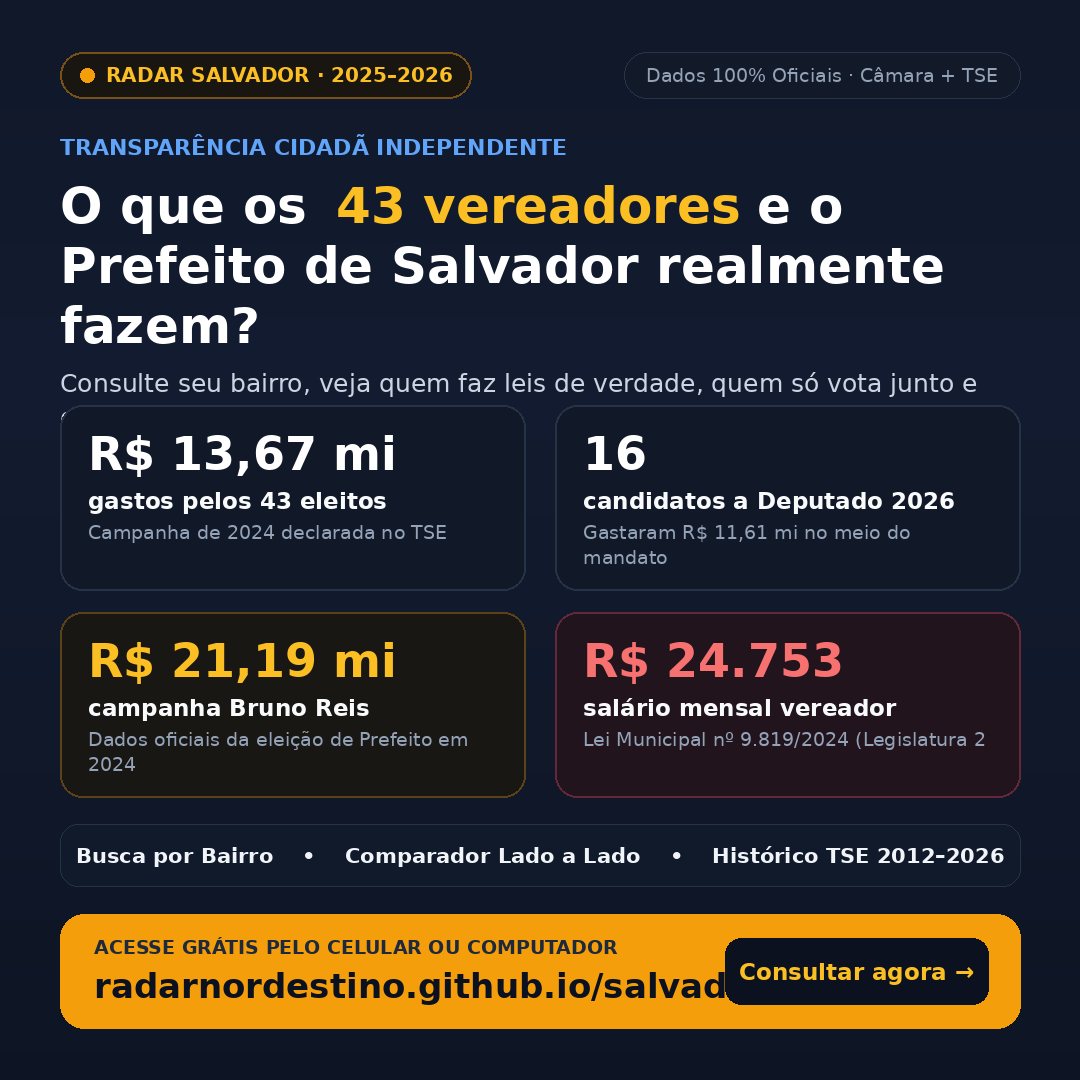 RADAR SALVADOR · 2025–2026
Dados 100% Oficiais · Câmara + TSE
TRANSPARÊNCIA CIDADÃ INDEPENDENTE
O que os 43 vereadores e o
Prefeito de Salvador realmente
fazem?
Consulte seu bairro, veja quem faz leis de verdade, quem só vota junto e
R$ 13,67 mi
gastos pelos 43 eleitos
Campanha de 2024 declarada no TSE
16
candidatos a Deputado 2026
Gastaram R$ 11,61 mi no meio do
mandato
R$ 21,19 mi
campanha Bruno Reis
Dados oficiais da eleição de Prefeito em
2024
R$ 24.753
salário mensal vereador
Lei Municipal nº 9.819/2024 (Legislatura 2
Busca por Bairro • Comparador Lado a Lado • Histórico TSE 2012–2026
ACESSE GRÁTIS PELO CELULAR OU COMPUTADOR
radarnordestino.github.io/salvad
Consultar agora →